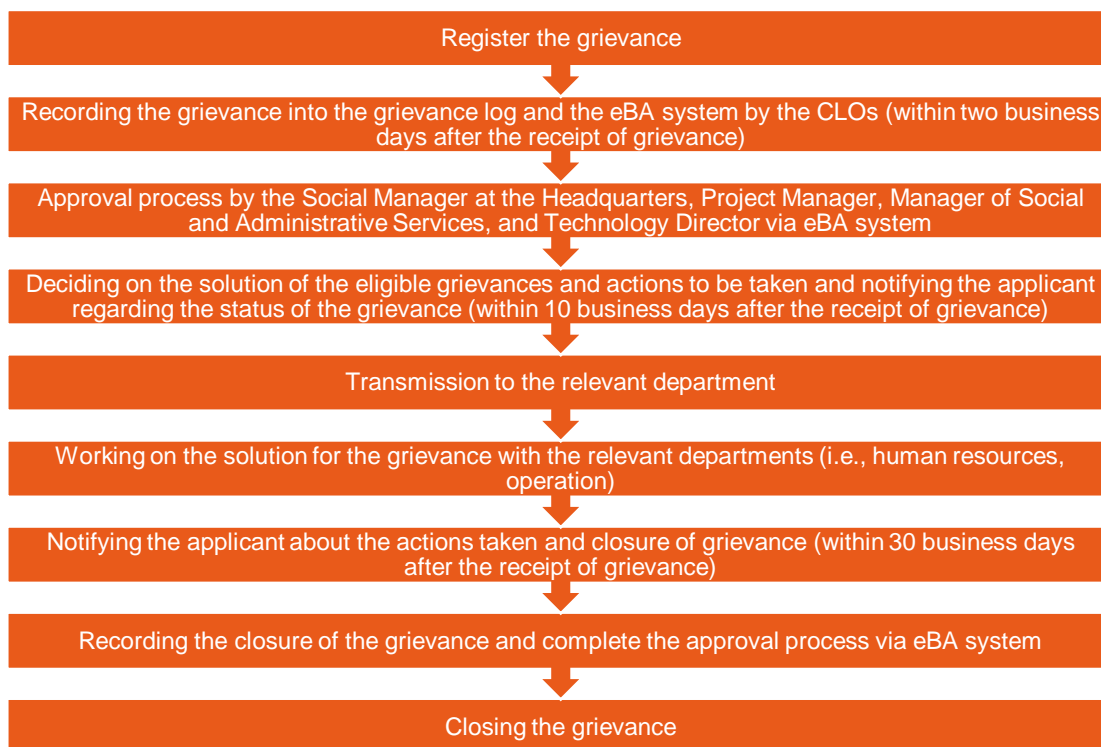 Register the grievance
Recording the grievance into the grievance log and the eBA system by the CLOs (within two business
days after the receipt of grievance)
Approval process by the Social Manager at the Headquarters, Project Manager, Manager of Social
and Administrative Services, and Technology Director via eBA system
Deciding on the solution of the eligible grievances and actions to be taken and notifying the applicant
regarding the status of the grievance (within 10 business days after the receipt of grievance)
Transmission to the relevant department
Working on the solution for the grievance with the relevant departments (i.e., human resources,
operation)
Notifying the applicant about the actions taken and closure of grievance (within 30 business days
after the receipt of grievance)
Recording the closure of the grievance and complete the approval process via eBA system
Closing the grievance